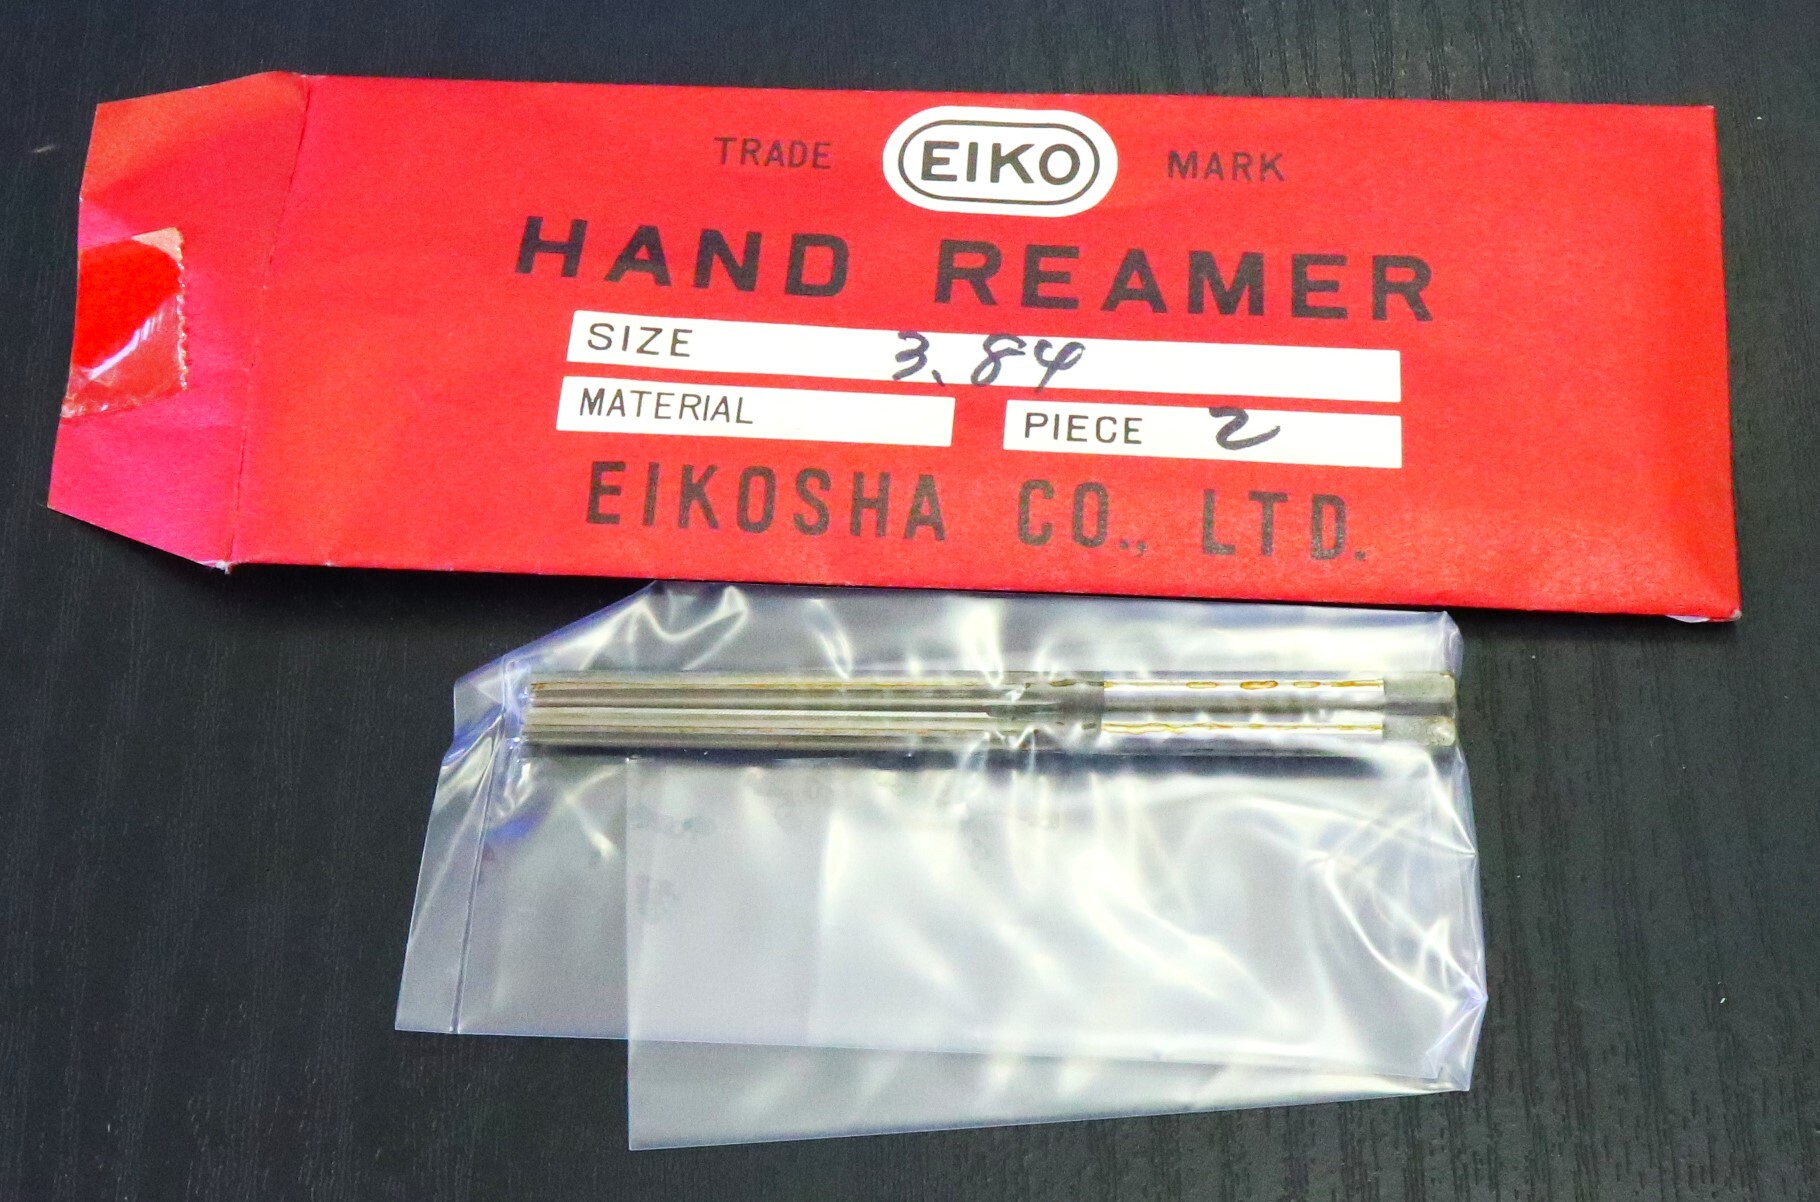 TRADE EIKO MARK
HAND REAMER
SIZE 3.84
MATERIAL PIECE 2
EIKOSHA CO., LTD.